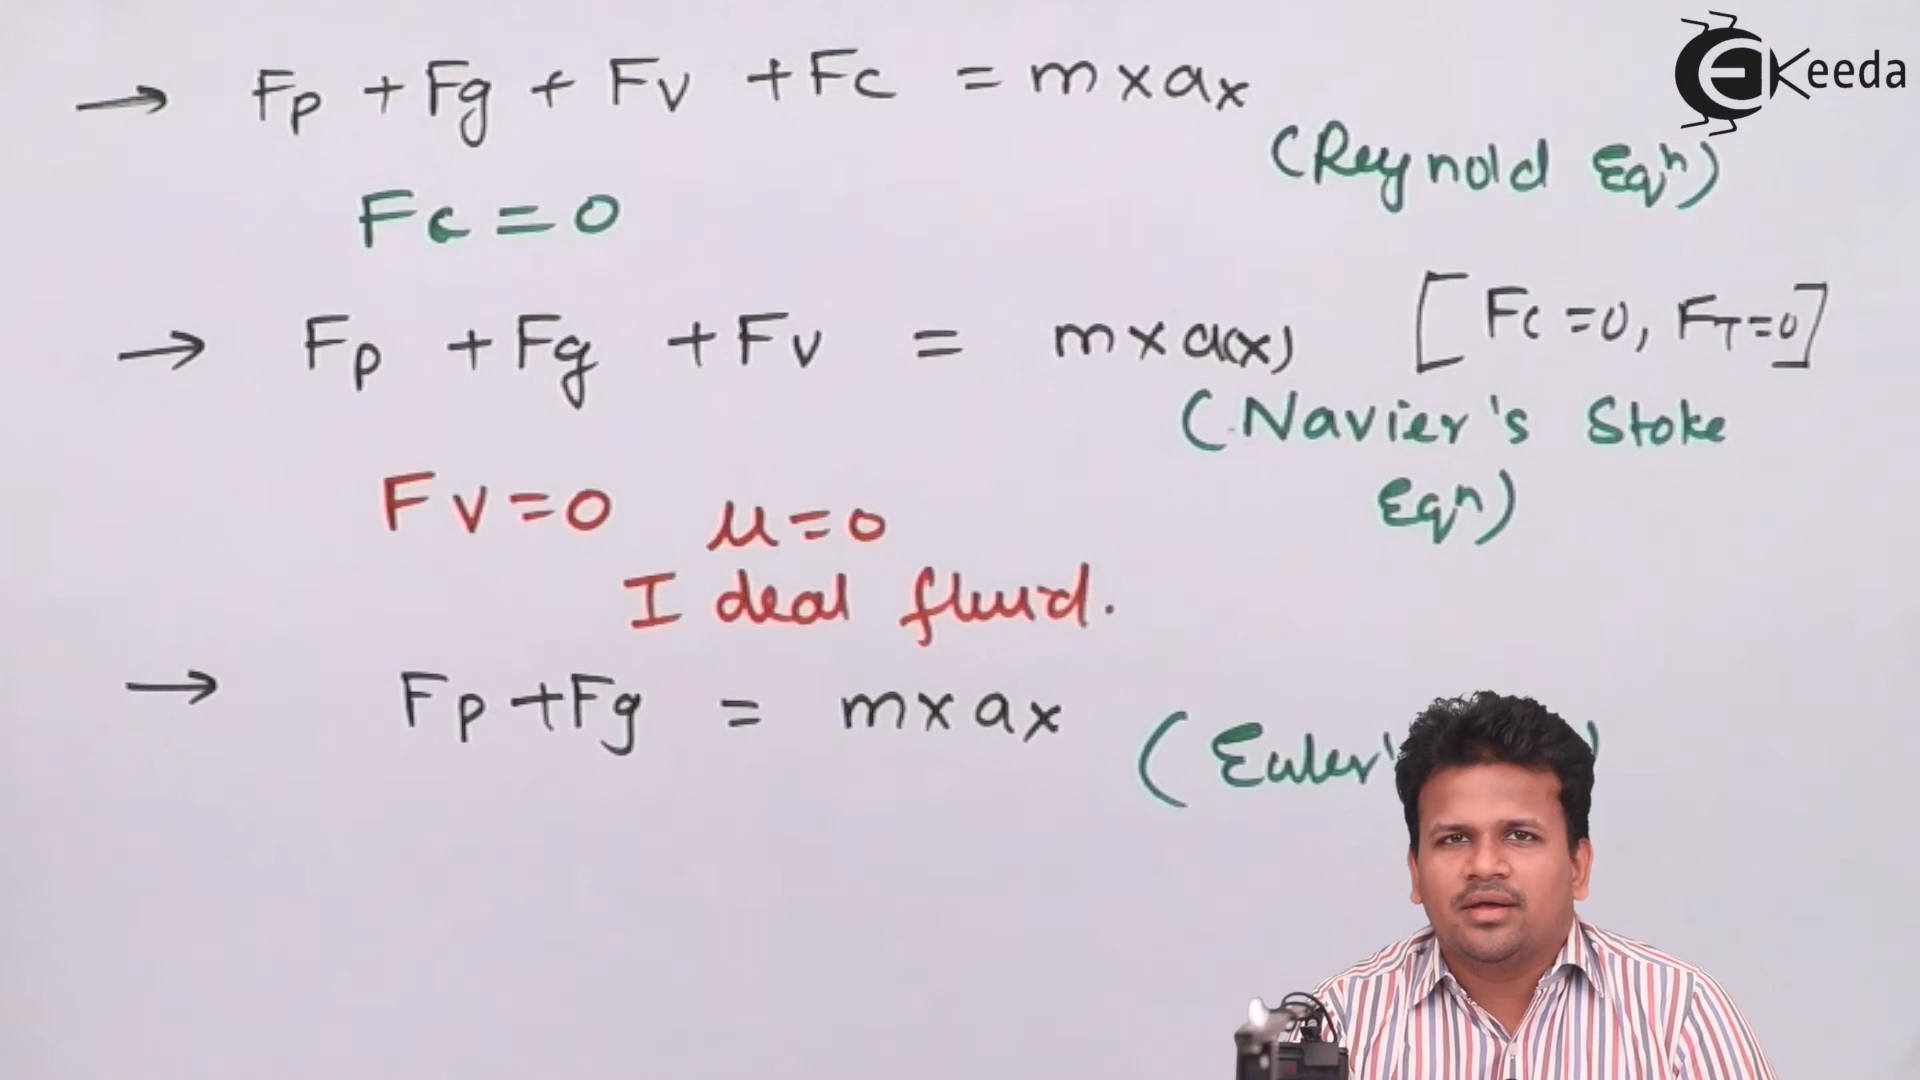 EKeeda
→ Fp + Fg + Fv + Fc = m x ax
(Reynold Eqⁿ)
Fc = 0
→ Fp + Fg + Fv = m x a(x) [Fc = 0, FT = 0]
(Navier's Stoke
Eqⁿ)
Fv = 0 μ = 0
Ideal fluid.
→ Fp + Fg = m x ax
(Euler'